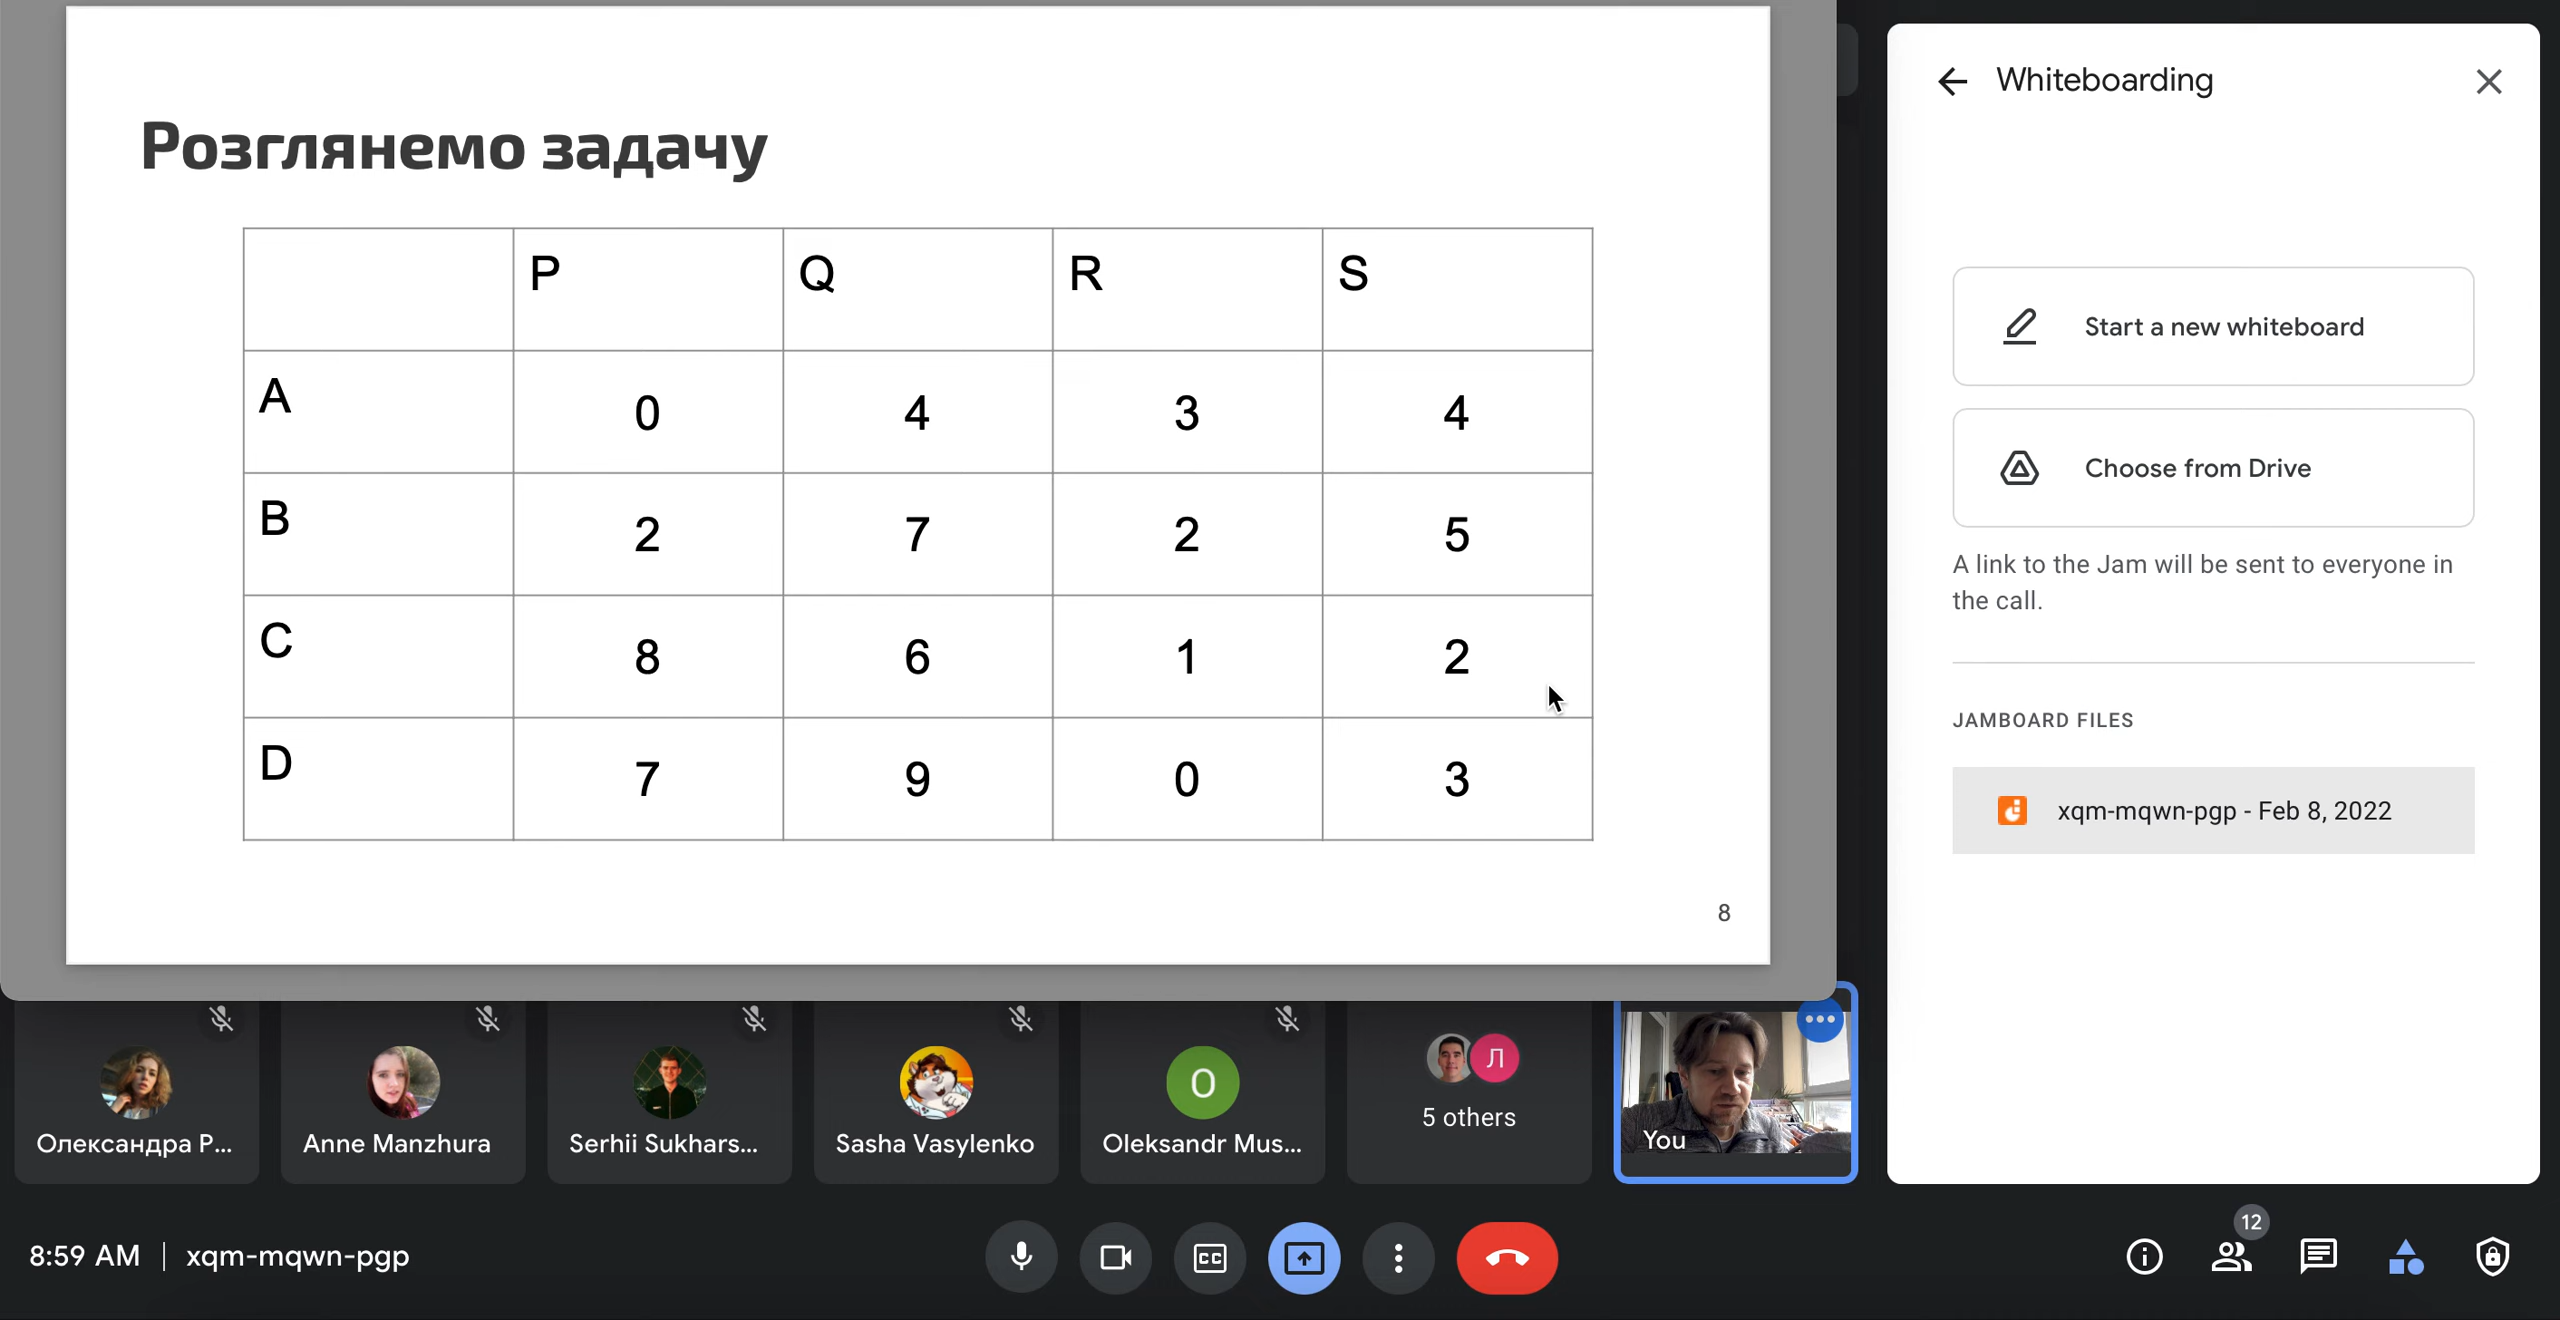 Розглянемо задачу
P Q R S
A 0 4 3 4
B 2 7 2 5
C 8 6 1 2
D 7 9 0 3
8
Whiteboarding
Start a new whiteboard
Choose from Drive
A link to the Jam will be sent to everyone in
the call.
JAMBOARD FILES
xqm-mqwn-pgp - Feb 8, 2022
Л
O
5 others
Олександра Р...
Anne Manzhura
Serhii Sukhars...
Sasha Vasylenko
Oleksandr Mus...
You
8:59 AM | xqm-mqwn-pgp
CC
12